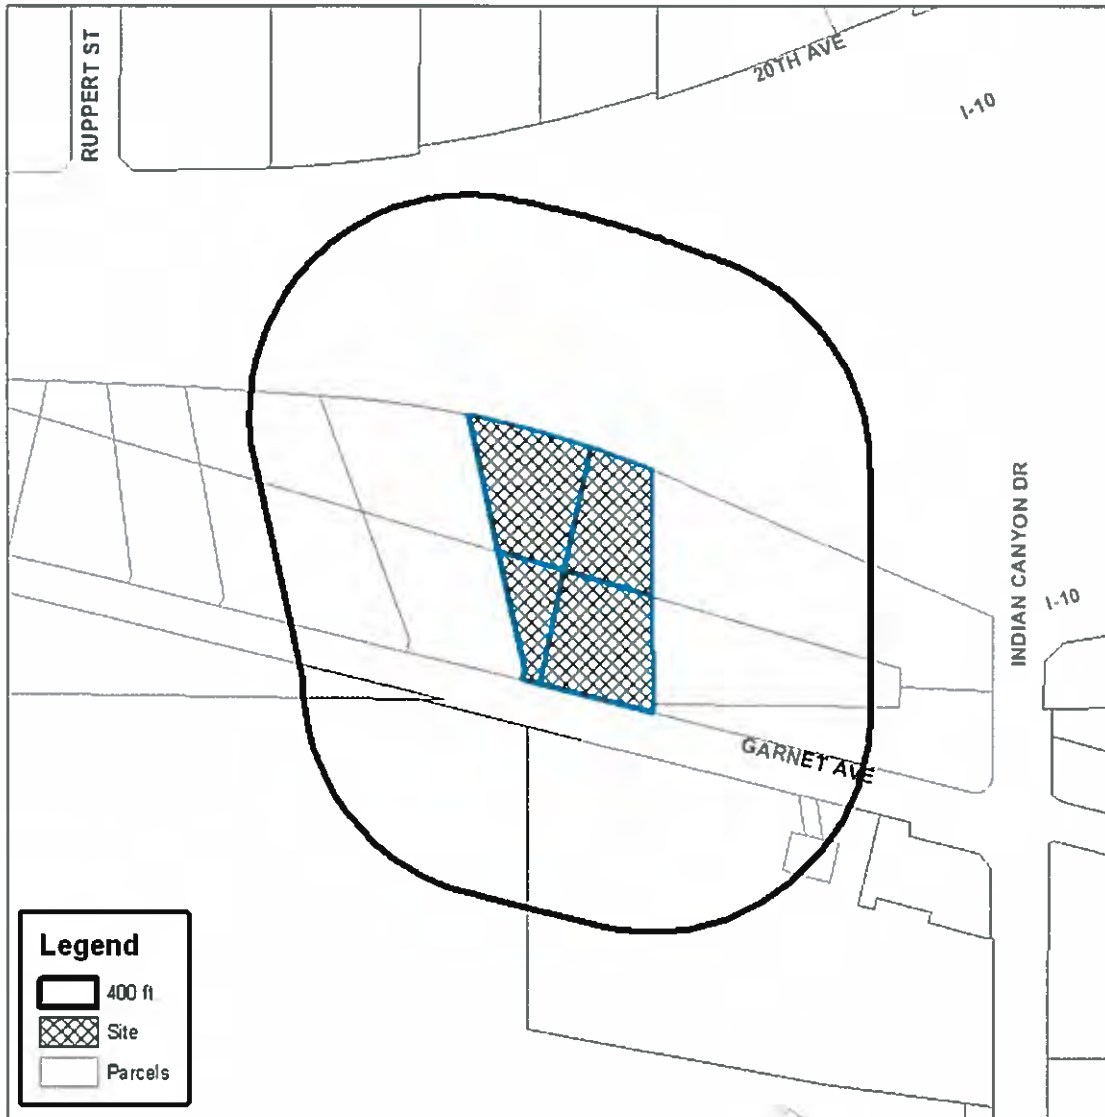 RUPPERT ST
20TH AVE
I-10
INDIAN CANYON DR
I-10
GARNET AVE
Legend
400 ft
Site
Parcels